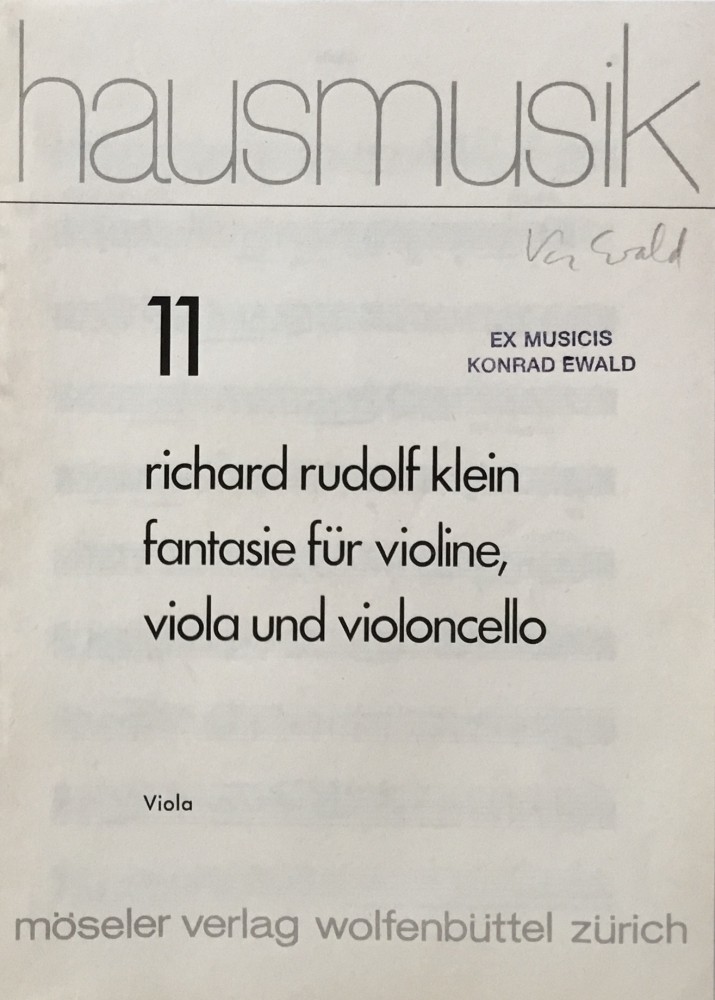 hausmusik
Ewald
11
EX MUSICIS
KONRAD EWALD
richard rudolf klein
fantasie für violine,
viola und violoncello
Viola
möseler verlag wolfenbüttel zürich